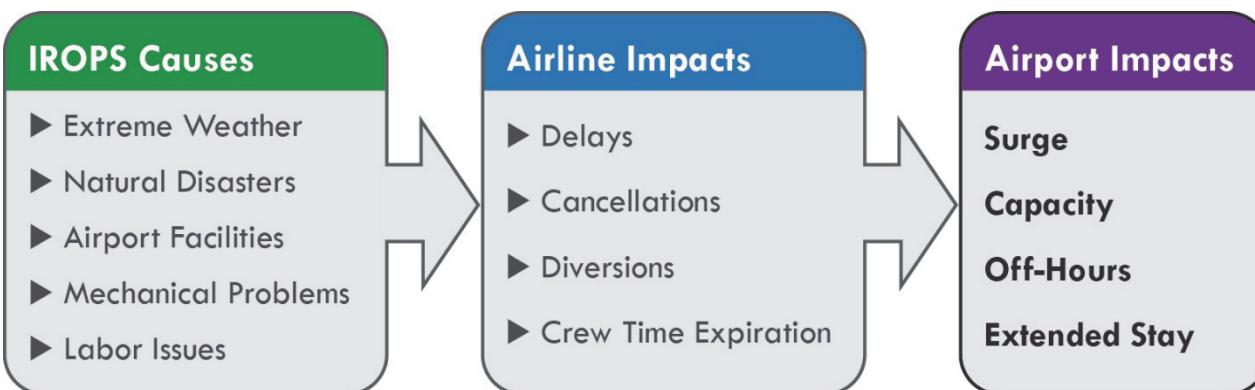 IROPS Causes
▶ Extreme Weather
▶ Natural Disasters
▶ Airport Facilities
▶ Mechanical Problems
▶ Labor Issues
Airline Impacts
▶ Delays
▶ Cancellations
▶ Diversions
▶ Crew Time Expiration
Airport Impacts
Surge
Capacity
Off-Hours
Extended Stay